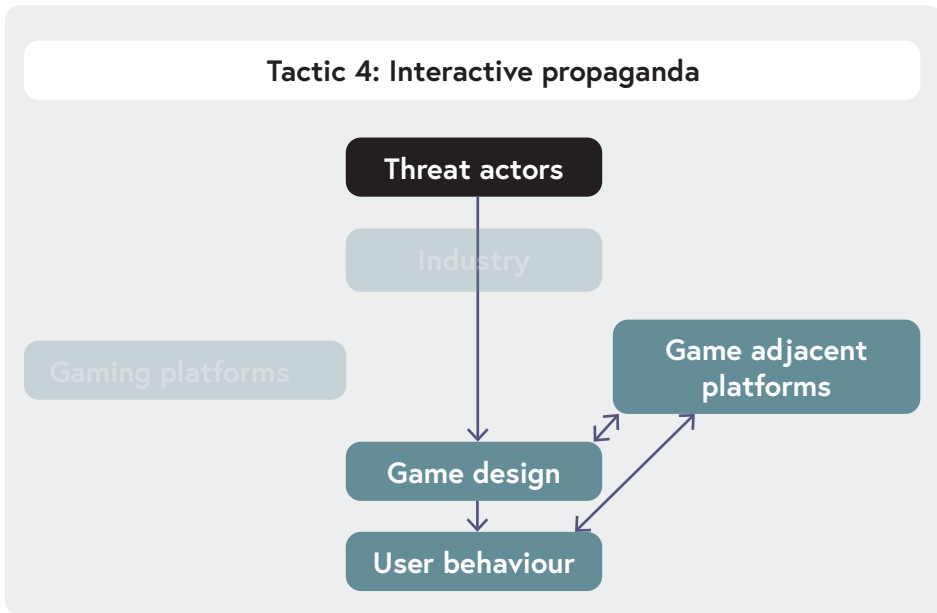 Tactic 4: Interactive propaganda
Threat actors
Industry
Gaming platforms
Game adjacent
platforms
Game design
User behaviour